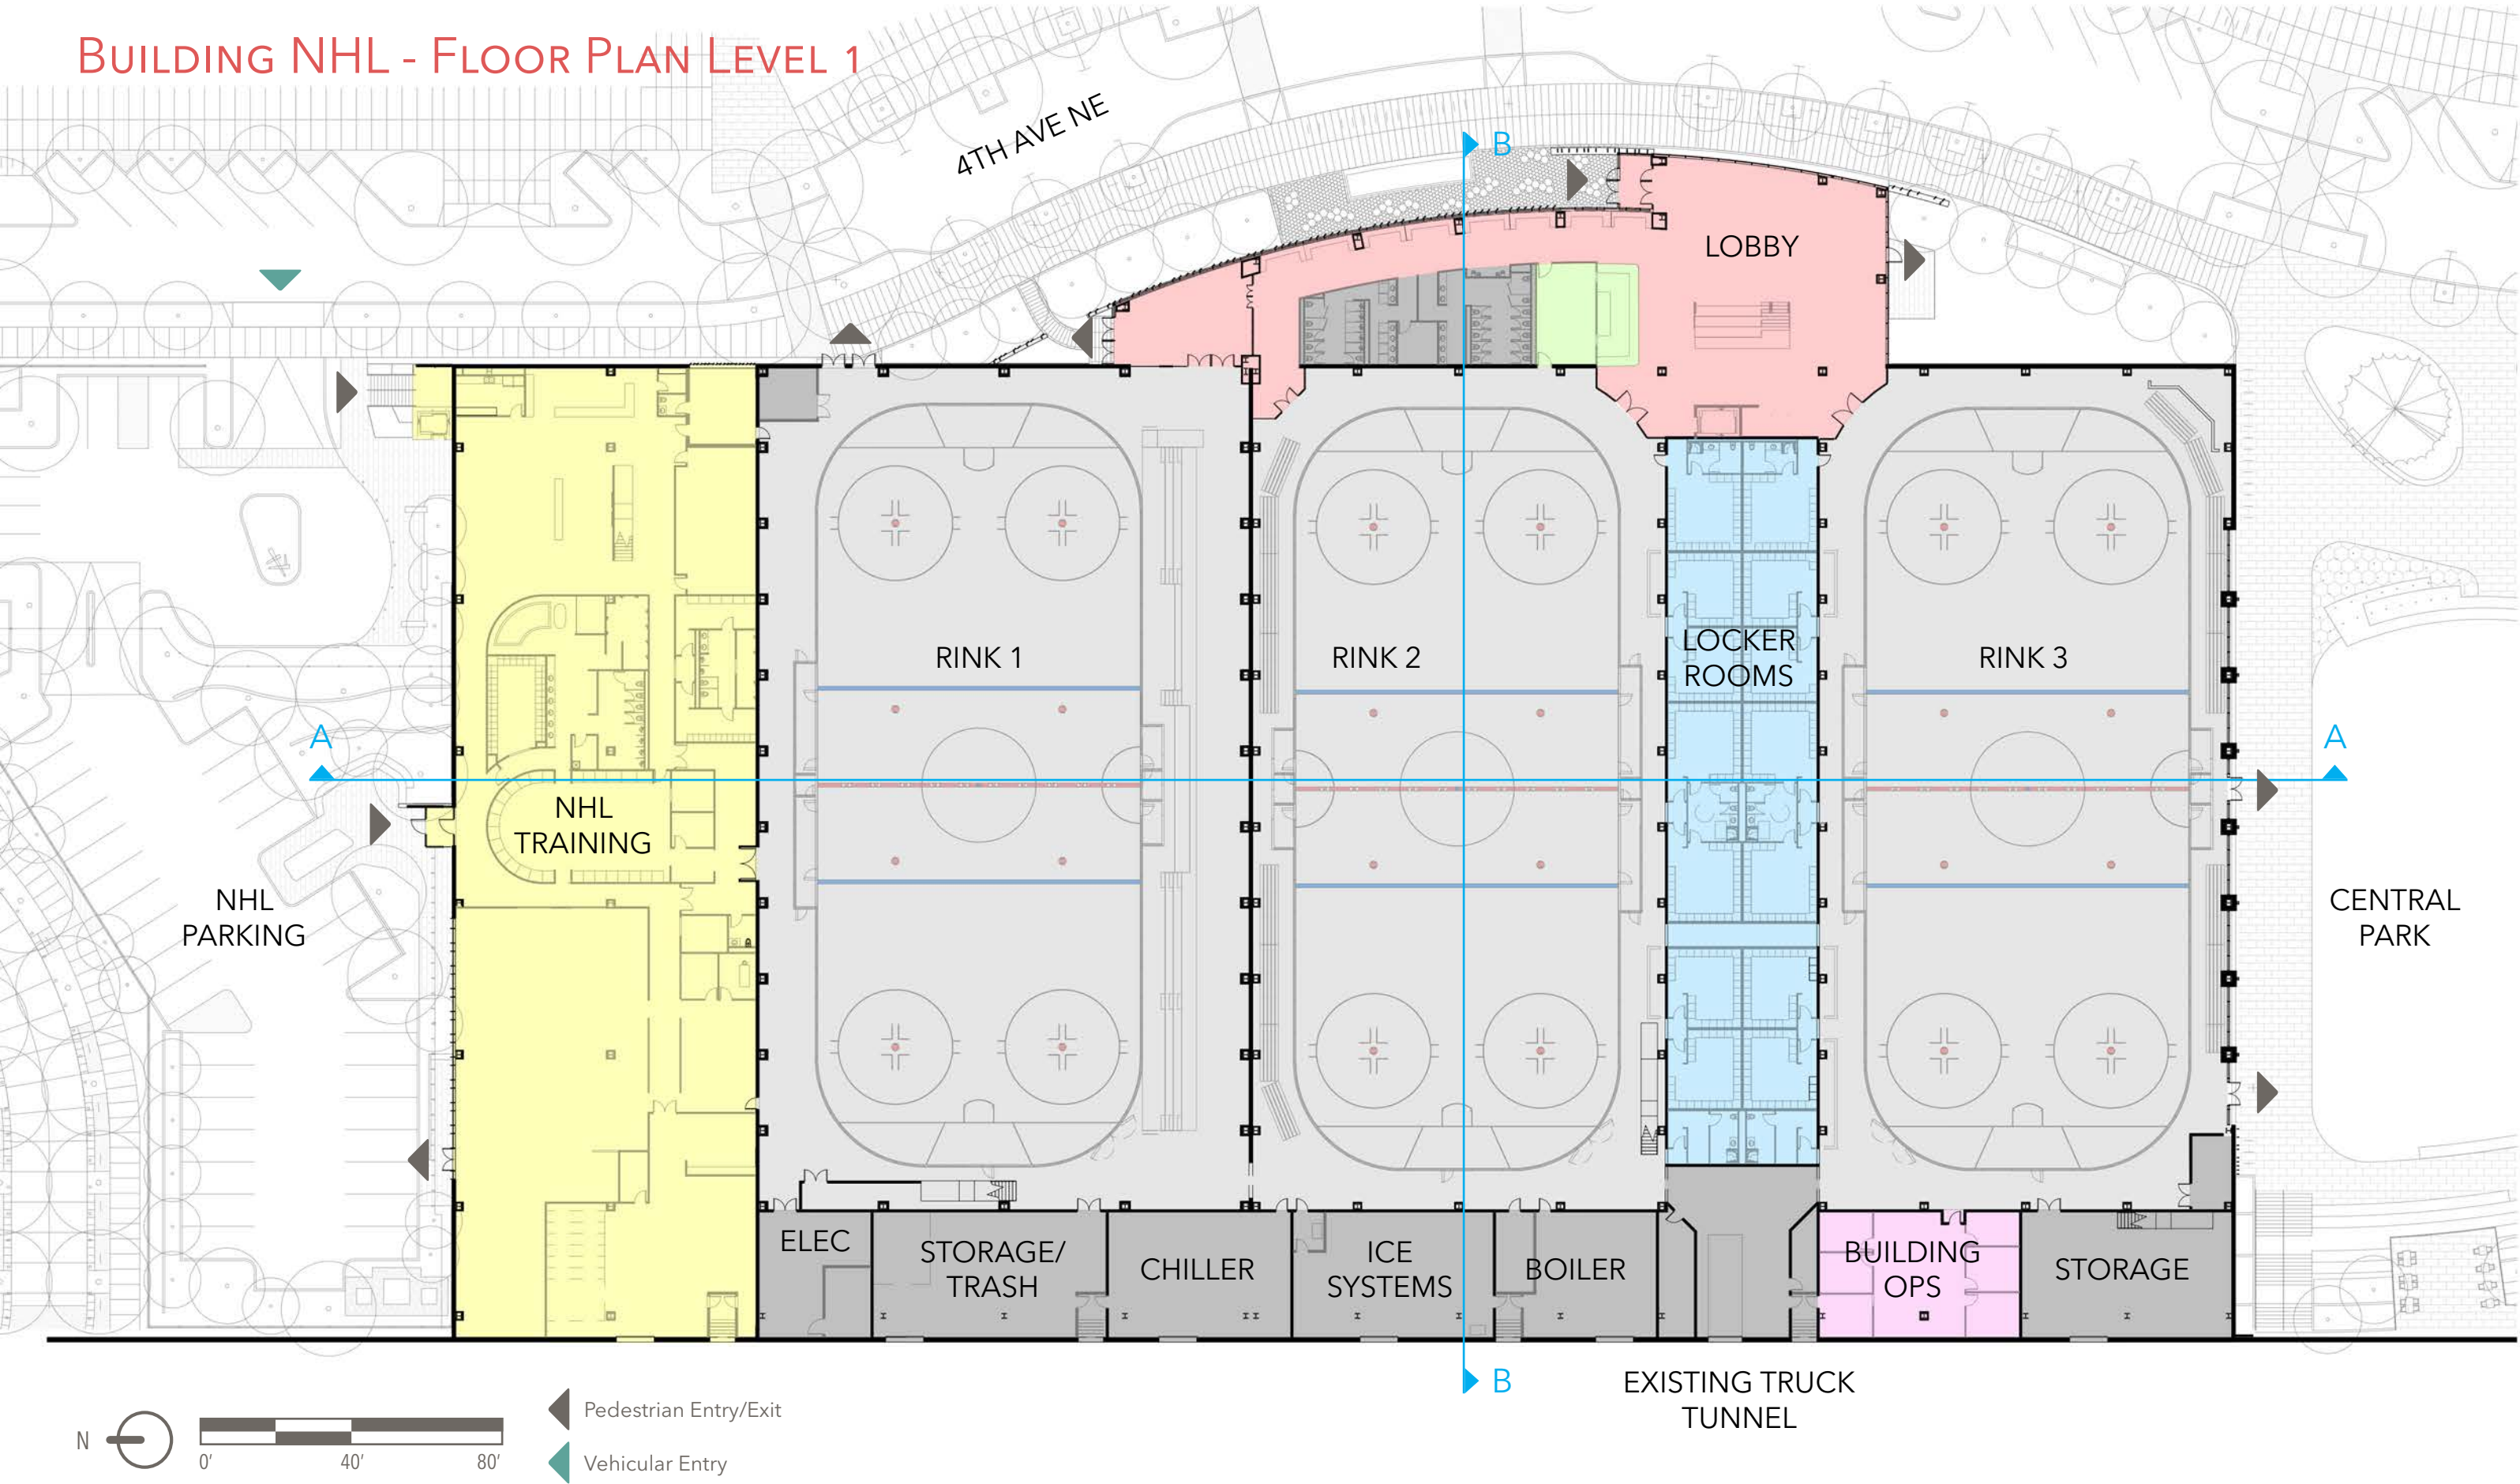 BUILDING NHL - FLOOR PLAN LEVEL 1
4TH AVE NE
B
LOBBY
RINK 1
RINK 2
LOCKER
ROOMS
RINK 3
A
A
NHL
TRAINING
NHL
PARKING
CENTRAL
PARK
ELEC
STORAGE/
TRASH
CHILLER
ICE
SYSTEMS
BOILER
BUILDING
OPS
STORAGE
B
EXISTING TRUCK
TUNNEL
N
0'
40'
80'
Pedestrian Entry/Exit
Vehicular Entry